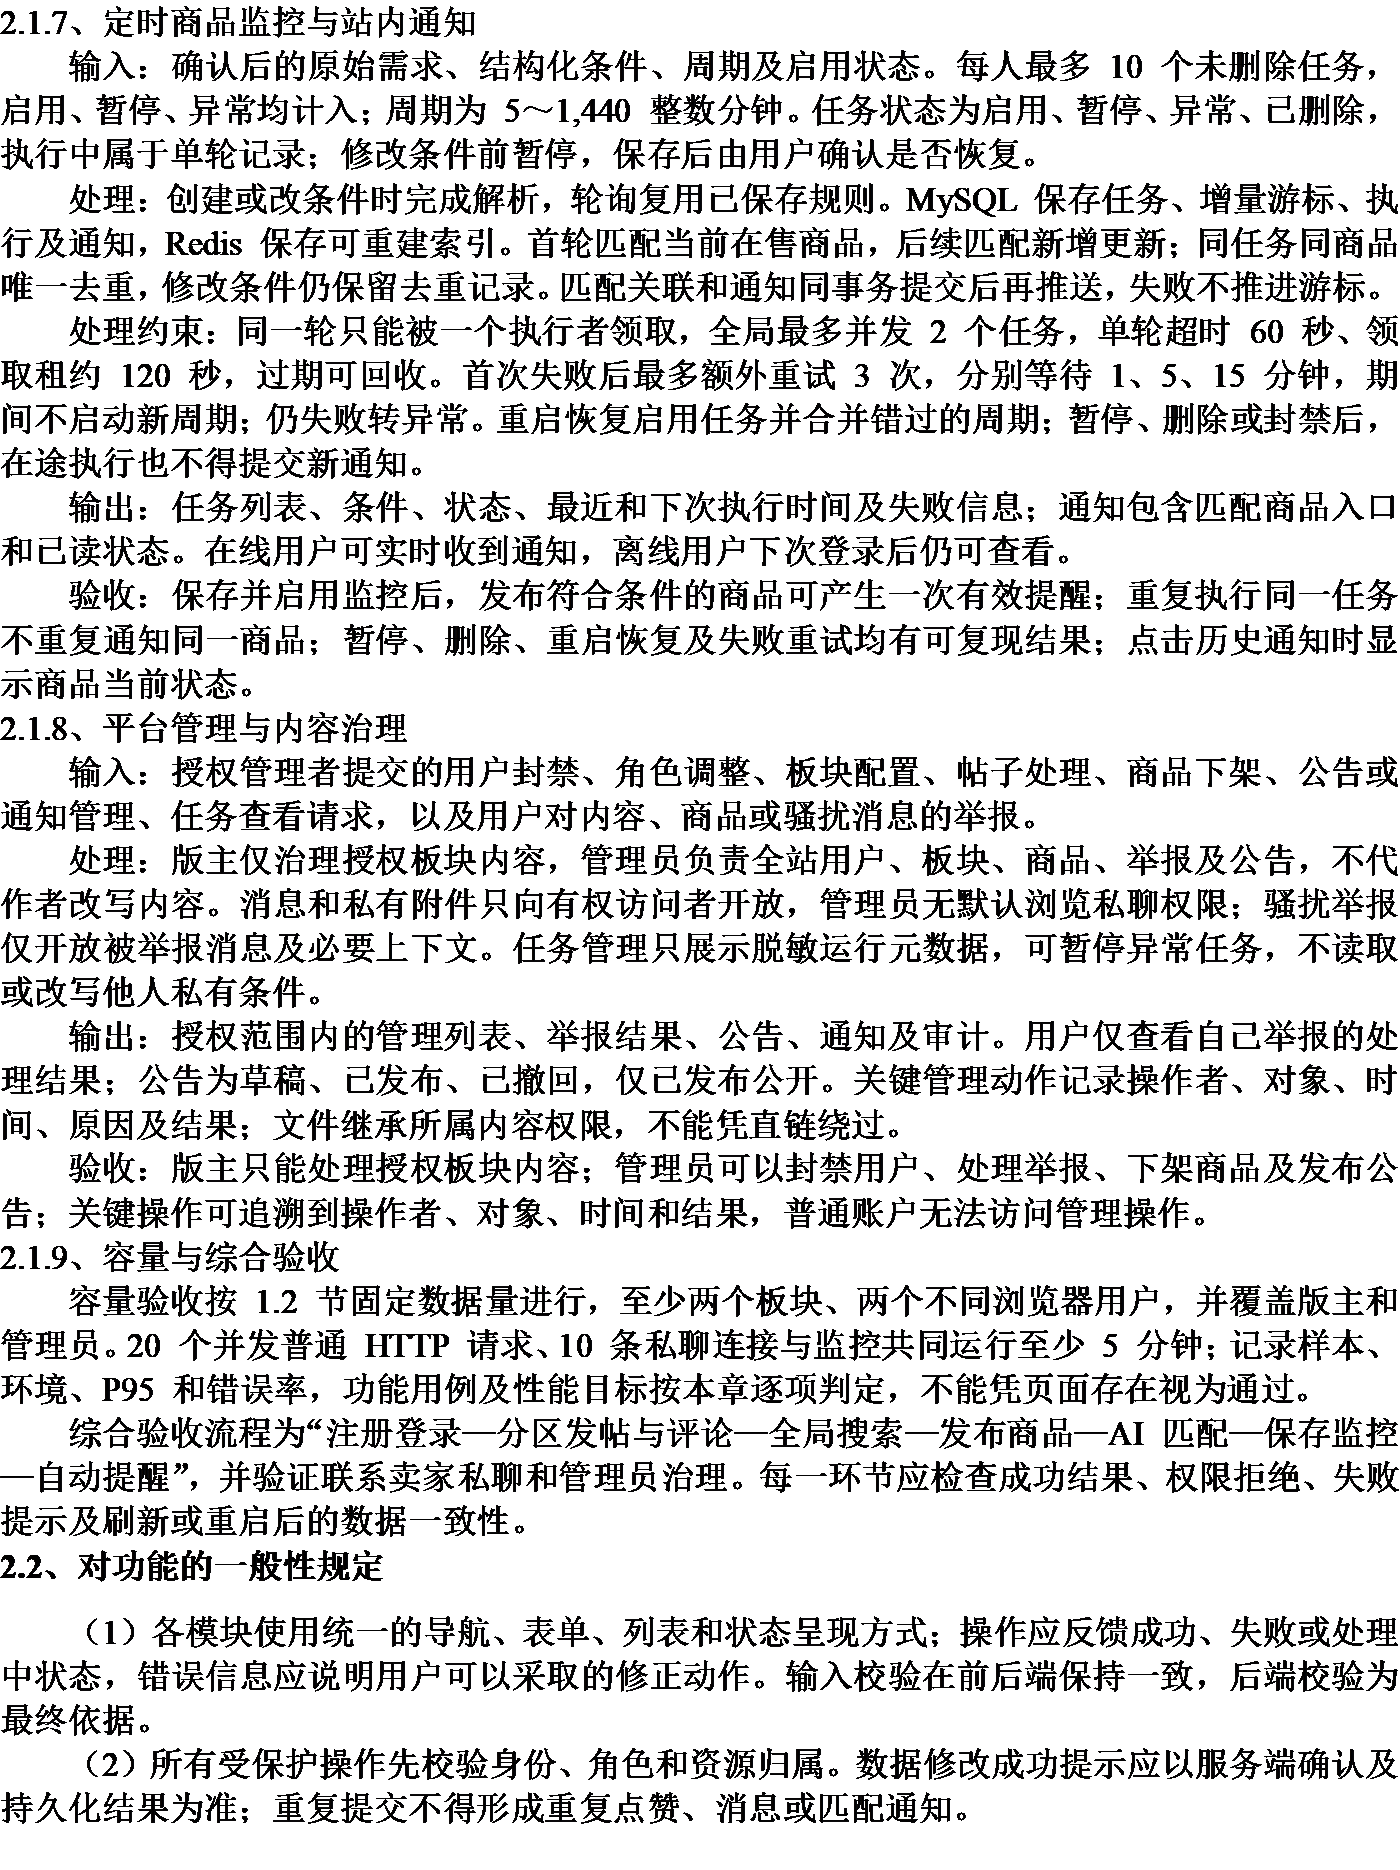 2.1.7、定时商品监控与站内通知
输入：确认后的原始需求、结构化条件、周期及启用状态。每人最多 10 个未删除任务，
启用、暂停、异常均计入；周期为 5～1,440 整数分钟。任务状态为启用、暂停、异常、已删除，
执行中属于单轮记录；修改条件前暂停，保存后由用户确认是否恢复。
处理：创建或改条件时完成解析，轮询复用已保存规则。MySQL 保存任务、增量游标、执
行及通知，Redis 保存可重建索引。首轮匹配当前在售商品，后续匹配新增更新；同任务同商品
唯一去重，修改条件仍保留去重记录。匹配关联和通知同事务提交后再推送，失败不推进游标。
处理约束：同一轮只能被一个执行者领取，全局最多并发 2 个任务，单轮超时 60 秒、领
取租约 120 秒，过期可回收。首次失败后最多额外重试 3 次，分别等待 1、5、15 分钟，期
间不启动新周期；仍失败转异常。重启恢复启用任务并合并错过的周期；暂停、删除或封禁后，
在途执行也不得提交新通知。
输出：任务列表、条件、状态、最近和下次执行时间及失败信息；通知包含匹配商品入口
和已读状态。在线用户可实时收到通知，离线用户下次登录后仍可查看。
验收：保存并启用监控后，发布符合条件的商品可产生一次有效提醒；重复执行同一任务
不重复通知同一商品；暂停、删除、重启恢复及失败重试均有可复现结果；点击历史通知时显
示商品当前状态。
2.1.8、平台管理与内容治理
输入：授权管理者提交的用户封禁、角色调整、板块配置、帖子处理、商品下架、公告或
通知管理、任务查看请求，以及用户对内容、商品或骚扰消息的举报。
处理：版主仅治理授权板块内容，管理员负责全站用户、板块、商品、举报及公告，不代
作者改写内容。消息和私有附件只向有权访问者开放，管理员无默认浏览私聊权限；骚扰举报
仅开放被举报消息及必要上下文。任务管理只展示脱敏运行元数据，可暂停异常任务，不读取
或改写他人私有条件。
输出：授权范围内的管理列表、举报结果、公告、通知及审计。用户仅查看自己举报的处
理结果；公告为草稿、已发布、已撤回，仅已发布公开。关键管理动作记录操作者、对象、时
间、原因及结果；文件继承所属内容权限，不能凭直链绕过。
验收：版主只能处理授权板块内容；管理员可以封禁用户、处理举报、下架商品及发布公
告；关键操作可追溯到操作者、对象、时间和结果，普通账户无法访问管理操作。
2.1.9、容量与综合验收
容量验收按 1.2 节固定数据量进行，至少两个板块、两个不同浏览器用户，并覆盖版主和
管理员。20 个并发普通 HTTP 请求、10 条私聊连接与监控共同运行至少 5 分钟；记录样本、
环境、P95 和错误率，功能用例及性能目标按本章逐项判定，不能凭页面存在视为通过。
综合验收流程为“注册登录—分区发帖与评论—全局搜索—发布商品—AI 匹配—保存监控
—自动提醒”，并验证联系卖家私聊和管理员治理。每一环节应检查成功结果、权限拒绝、失败
提示及刷新或重启后的数据一致性。
2.2、对功能的一般性规定
（1）各模块使用统一的导航、表单、列表和状态呈现方式；操作应反馈成功、失败或处理
中状态，错误信息应说明用户可以采取的修正动作。输入校验在前后端保持一致，后端校验为
最终依据。
（2）所有受保护操作先校验身份、角色和资源归属。数据修改成功提示应以服务端确认及
持久化结果为准；重复提交不得形成重复点赞、消息或匹配通知。